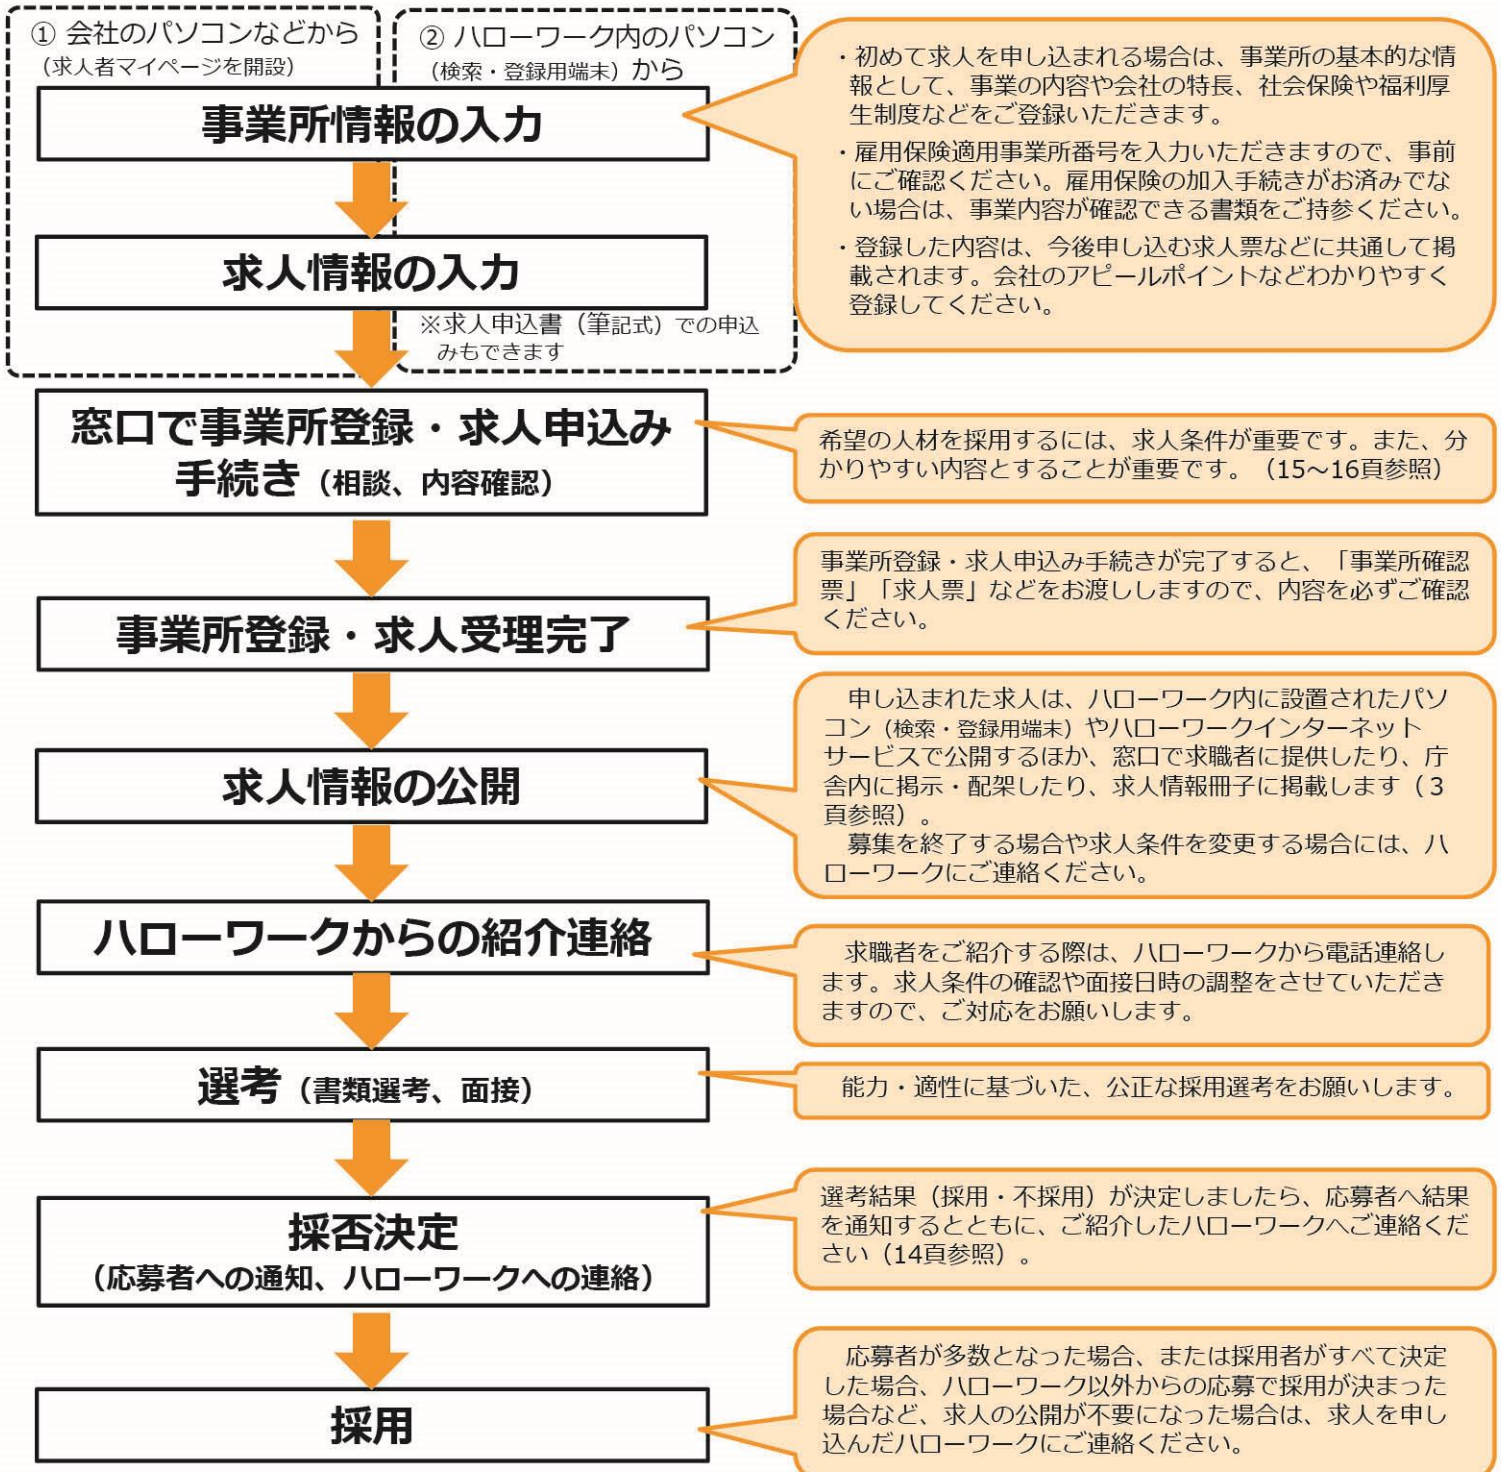 ① 会社のパソコンなどから
（求人者マイページを開設）
② ハローワーク内のパソコン
（検索・登録用端末）から
事業所情報の入力
・初めて求人を申し込まれる場合は、事業所の基本的な情
報として、事業の内容や会社の特長、社会保険や福利厚
生制度などをご登録いただきます。
・雇用保険適用事業所番号を入力いただきますので、事前
にご確認ください。雇用保険の加入手続きがお済みでな
い場合は、事業内容が確認できる書類をご持参ください。
・登録した内容は、今後申し込む求人票などに共通して掲
載されます。会社のアピールポイントなどわかりやすく
登録してください。
求人情報の入力
※求人申込書（筆記式）での申込
みもできます
窓口で事業所登録・求人申込み
手続き（相談、内容確認）
希望の人材を採用するには、求人条件が重要です。また、分
かりやすい内容とすることが重要です。（15～16頁参照）
事業所登録・求人受理完了
事業所登録・求人申込み手続きが完了すると、「事業所確認
票」「求人票」などをお渡ししますので、内容を必ずご確認
ください。
求人情報の公開
申し込まれた求人は、ハローワーク内に設置されたパソ
コン（検索・登録用端末）やハローワークインターネット
サービスで公開するほか、窓口で求職者に提供したり、庁
舎内に掲示・配架したり、求人情報冊子に掲載します（３
頁参照）。
募集を終了する場合や求人条件を変更する場合には、ハ
ローワークにご連絡ください。
ハローワークからの紹介連絡
求職者をご紹介する際は、ハローワークから電話連絡し
ます。求人条件の確認や面接日時の調整をさせていただき
ますので、ご対応をお願いします。
選考（書類選考、面接）
能力・適性に基づいた、公正な採用選考をお願いします。
採否決定
（応募者への通知、ハローワークへの連絡）
選考結果（採用・不採用）が決定しましたら、応募者へ結果
を通知するとともに、ご紹介したハローワークへご連絡くだ
さい（14頁参照）。
採用
応募者が多数となった場合、または採用者がすべて決定
した場合、ハローワーク以外からの応募で採用が決まった
場合など、求人の公開が不要になった場合は、求人を申し
込んだハローワークにご連絡ください。